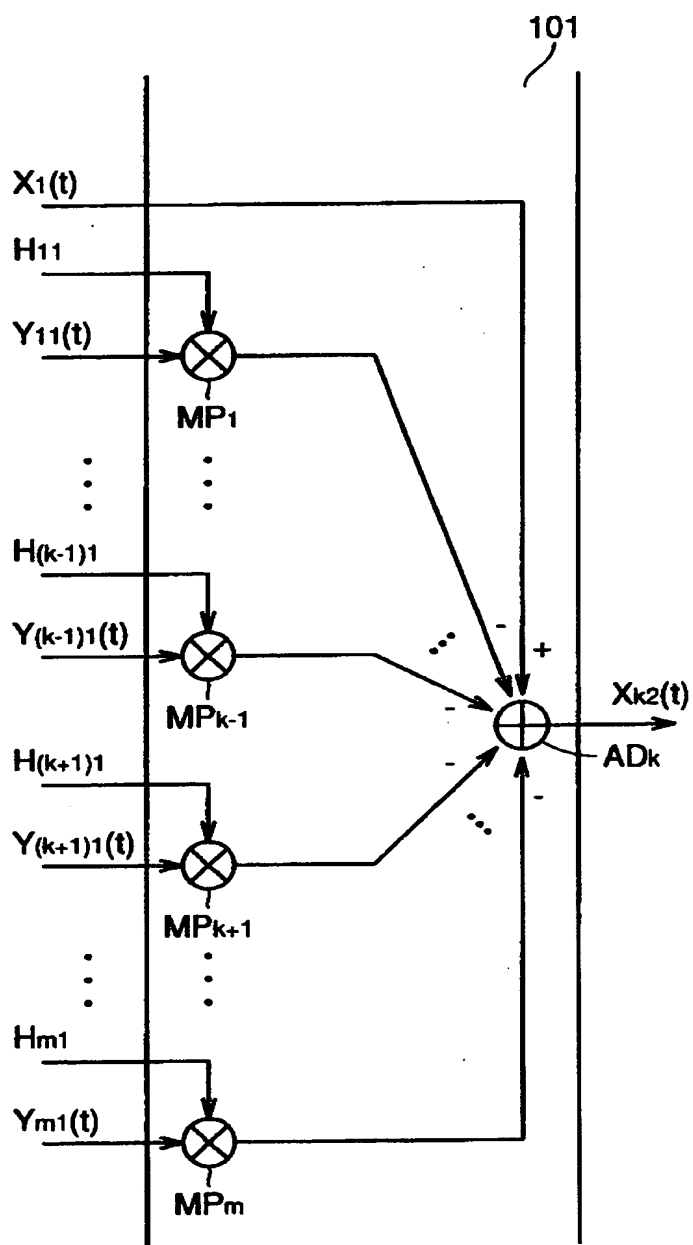 101
X1(t)
H11
Y11(t)
MP1
H(k-1)1
Y(k-1)1(t)
MPk-1
- +
-
Xk2(t)
ADk
H(k+1)1
-
-
Y(k+1)1(t)
MPk+1
Hm1
Ym1(t)
MPm